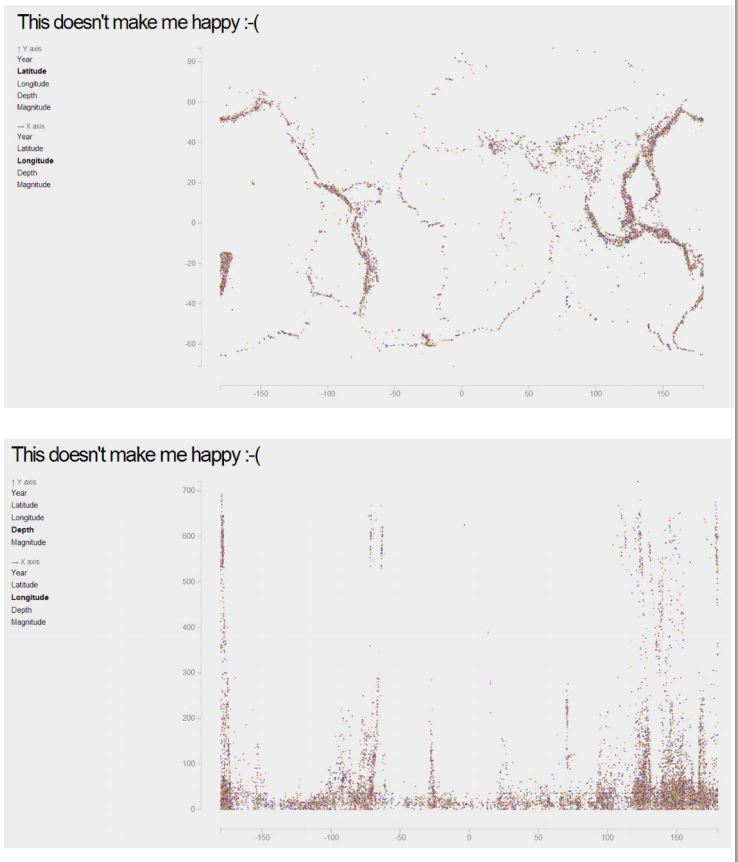 This doesn't make me happy :-(
↑ Y axis
Year
Latitude
Longitude
Depth
Magnitude
→ X axis
Year
Latitude
Longitude
Depth
Magnitude
80
60
40
20
0
-20
-40
-60
-150
-100
-50
0
50
100
150
This doesn't make me happy :-(
↑ Y axis
Year
Latitude
Longitude
Depth
Magnitude
→ X axis
Year
Latitude
Longitude
Depth
Magnitude
700
600
500
400
300
200
100
0
-150
-100
-50
0
50
100
150